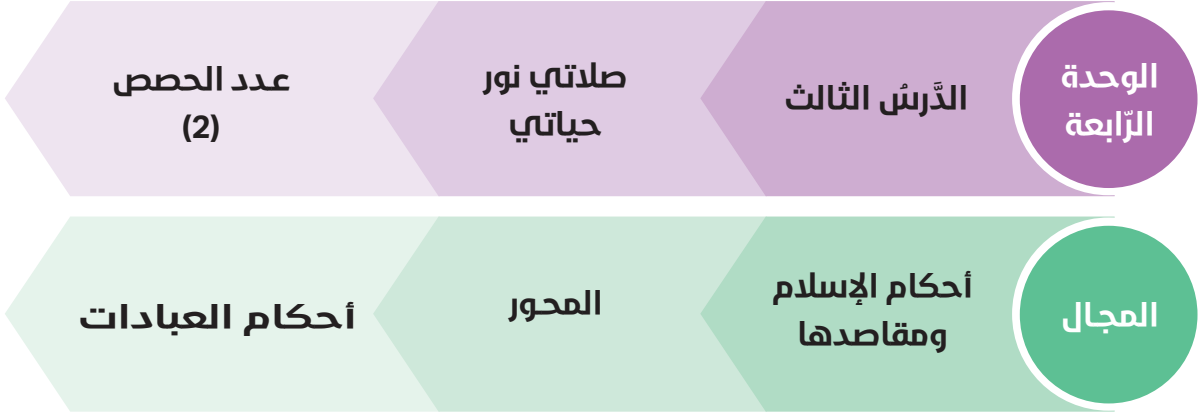 الوحدة
الرّابعة
الدَّرسُ الثالث
صلاتي نور
حياتي
عدد الحصص
(2)
المجال
أحكام الإسلام
ومقاصدها
المحور
أحكام العبادات